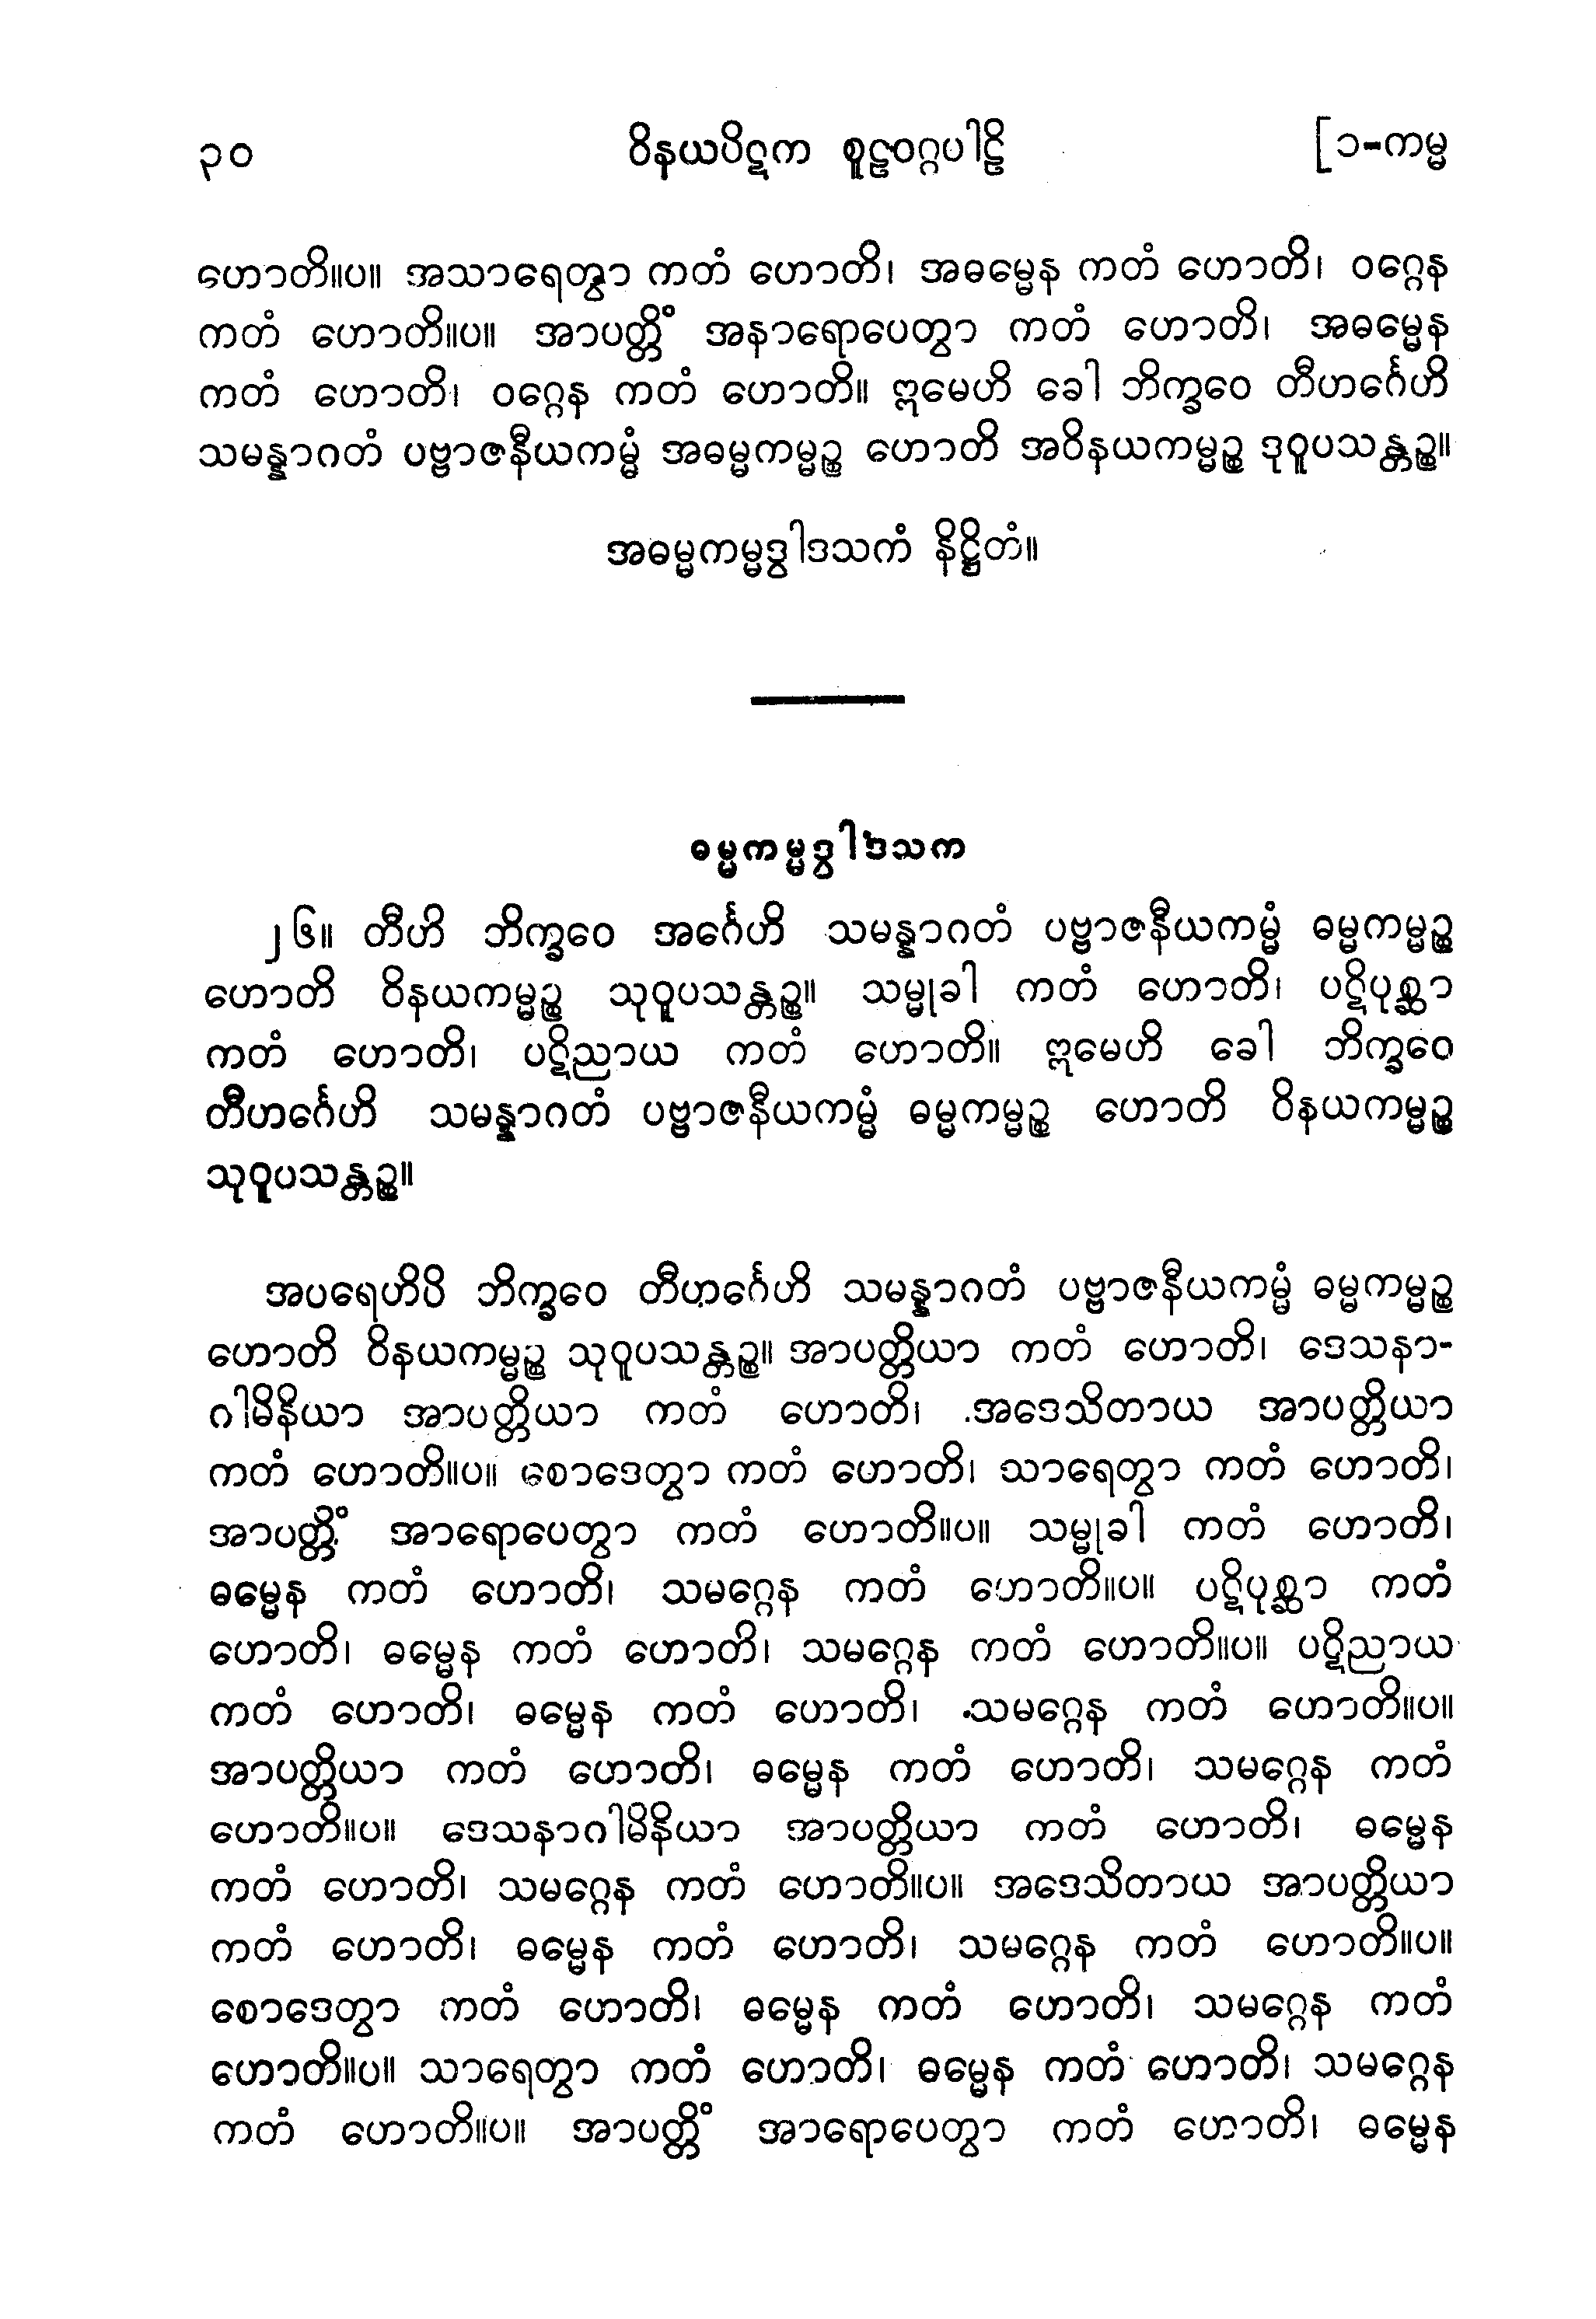 ၃၀ ဝိနယပိဋက စူဠဝဂ္ဂပါဠိ [၁-ကမ္မ
ဟောတိ။ပ။ အသာရေတွာ ကတံ ဟောတိ၊ အဓမ္မေန ကတံ ဟောတိ၊ ဝဂ္ဂေန
ကတံ ဟောတိ။ပ။ အာပတ္တိံ အနာရောပေတွာ ကတံ ဟောတိ၊ အဓမ္မေန
ကတံ ဟောတိ၊ ဝဂ္ဂေန ကတံ ဟောတိ။ ဣမေဟိ ခေါ ဘိက္ခဝေ တီဟင်္ဂေဟိ
သမန္နာဂတံ ပဗ္ဗာဇနီယကမ္မံ အဓမ္မကမ္မဉ္စ ဟောတိ အဝိနယကမ္မဉ္စ ဒုဝူပသန္တဉ္စ။
အဓမ္မကမ္မဒွါဒသကံ နိဋ္ဌိတံ။
ဓမ္မကမ္မဒွါဒသက
၂၆။ တီဟိ ဘိက္ခဝေ အင်္ဂေဟိ သမန္နာဂတံ ပဗ္ဗာဇနီယကမ္မံ ဓမ္မကမ္မဉ္စ
ဟောတိ ဝိနယကမ္မဉ္စ သုဝူပသန္တဉ္စ။ သမ္မုခါ ကတံ ဟောတိ၊ ပဋိပုစ္ဆာ
ကတံ ဟောတိ၊ ပဋိညာယ ကတံ ဟောတိ။ ဣမေဟိ ခေါ ဘိက္ခဝေ
တီဟင်္ဂေဟိ သမန္နာဂတံ ပဗ္ဗာဇနီယကမ္မံ ဓမ္မကမ္မဉ္စ ဟောတိ ဝိနယကမ္မဉ္စ
သုဝူပသန္တဉ္စ။
အပရေဟိပိ ဘိက္ခဝေ တီဟင်္ဂေဟိ သမန္နာဂတံ ပဗ္ဗာဇနီယကမ္မံ ဓမ္မကမ္မဉ္စ
ဟောတိ ဝိနယကမ္မဉ္စ သုဝူပသန္တဉ္စ။ အာပတ္တိယာ ကတံ ဟောတိ၊ ဒေသနာ-
ဂါမိနိယာ အာပတ္တိယာ ကတံ ဟောတိ၊ အဒေသိတာယ အာပတ္တိယာ
ကတံ ဟောတိ။ပ။ စောဒေတွာ ကတံ ဟောတိ၊ သာရေတွာ ကတံ ဟောတိ၊
အာပတ္တိံ အာရောပေတွာ ကတံ ဟောတိ။ပ။ သမ္မုခါ ကတံ ဟောတိ၊
ဓမ္မေန ကတံ ဟောတိ၊ သမဂ္ဂေန ကတံ ဟောတိ။ပ။ ပဋိပုစ္ဆာ ကတံ
ဟောတိ၊ ဓမ္မေန ကတံ ဟောတိ၊ သမဂ္ဂေန ကတံ ဟောတိ။ပ။ ပဋိညာယ
ကတံ ဟောတိ၊ ဓမ္မေန ကတံ ဟောတိ၊ သမဂ္ဂေန ကတံ ဟောတိ။ပ။
အာပတ္တိယာ ကတံ ဟောတိ၊ ဓမ္မေန ကတံ ဟောတိ၊ သမဂ္ဂေန ကတံ
ဟောတိ။ပ။ ဒေသနာဂါမိနိယာ အာပတ္တိယာ ကတံ ဟောတိ၊ ဓမ္မေန
ကတံ ဟောတိ၊ သမဂ္ဂေန ကတံ ဟောတိ။ပ။ အဒေသိတာယ အာပတ္တိယာ
ကတံ ဟောတိ၊ ဓမ္မေန ကတံ ဟောတိ၊ သမဂ္ဂေန ကတံ ဟောတိ။ပ။
စောဒေတွာ ကတံ ဟောတိ၊ ဓမ္မေန ကတံ ဟောတိ၊ သမဂ္ဂေန ကတံ
ဟောတိ။ပ။ သာရေတွာ ကတံ ဟောတိ၊ ဓမ္မေန ကတံ ဟောတိ၊ သမဂ္ဂေန
ကတံ ဟောတိ။ပ။ အာပတ္တိံ အာရောပေတွာ ကတံ ဟောတိ၊ ဓမ္မေန